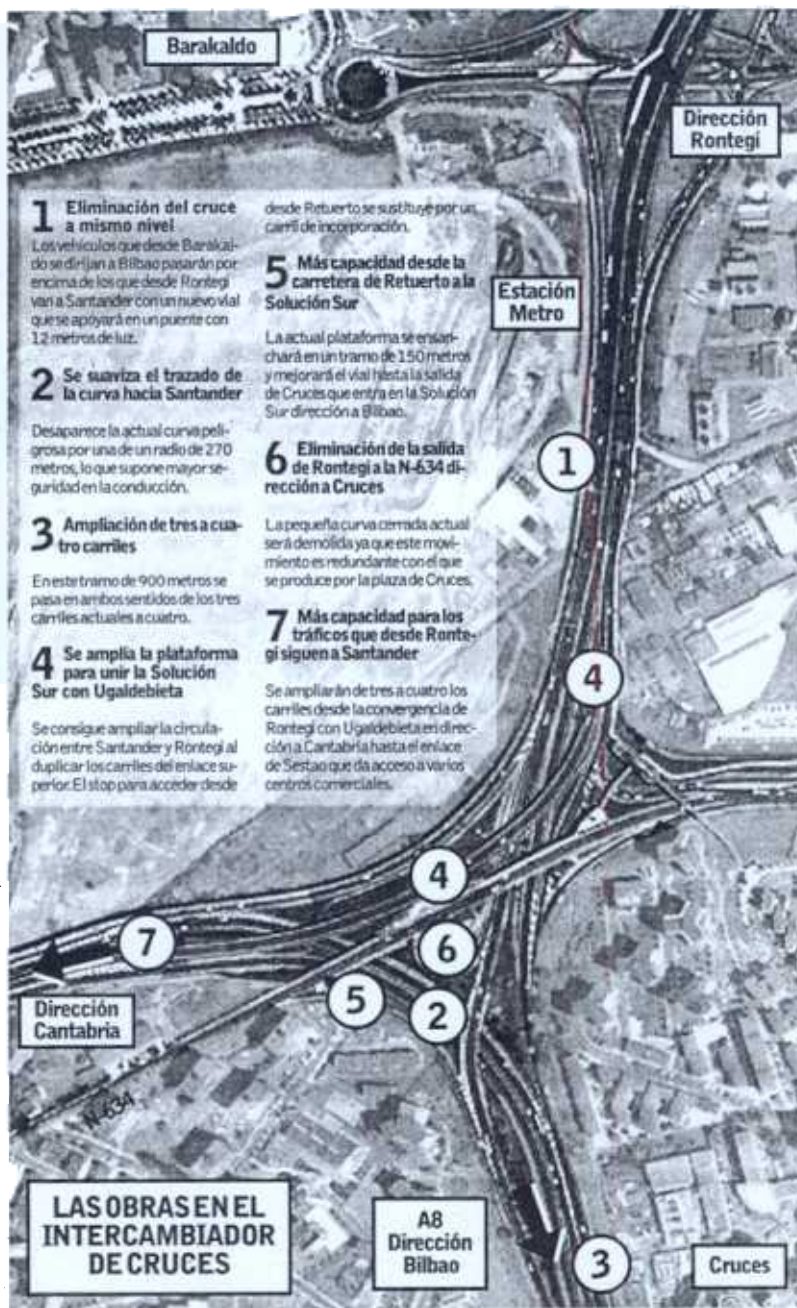 Barakaldo
Dirección
Rontegi
1 Eliminación del cruce
a mismo nivel
Los vehículos que desde Barakal-
do se dirijan a Bilbao pasarán por
encima de los que desde Rontegi
van a Santander con un nuevo vial
que se apoyará en un puente con
12 metros de luz.
2 Se suaviza el trazado de
la curva hacia Santander
Desaparece la actual curva peli-
grosa por una de un radio de 270
metros, lo que supone mayor se-
guridad en la conducción.
3 Ampliación de tres a cua-
tro carriles
En este tramo de 900 metros se
pasa en ambos sentidos de los tres
carriles actuales a cuatro.
4 Se amplia la plataforma
para unir la Solución
Sur con Ugaldebieta
Se consigue ampliar la circula-
ción entre Santander y Rontegi al
duplicar los carriles del enlace su-
perior. El stop para acceder desde
desde Retuerto se sustituye por un
carril de incorporación.
5 Más capacidad desde la
carretera de Retuerto a la
Solución Sur
La actual plataforma se ensan-
chará en un tramo de 150 metros
y mejorará el vial hasta la salida
de Cruces que entra en la Solución
Sur dirección a Bilbao.
6 Eliminación de la salida
de Rontegi a la N-634 di-
rección a Cruces
La pequeña curva cerrada actual
será demolida ya que este movi-
miento es redundante con el que
se produce por la plaza de Cruces.
7 Más capacidad para los
tráficos que desde Ronte-
gi siguen a Santander
Se ampliarán de tres a cuatro los
carriles desde la convergencia de
Rontegi con Ugaldebieta en direc-
ción a Cantabria hasta el enlace
de Sestao que da acceso a varios
centros comerciales.
Estación
Metro
1
4
4
7
6
5
2
Dirección
Cantabria
N-634
LAS OBRAS EN EL
INTERCAMBIADOR
DE CRUCES
A8
Dirección
Bilbao
3
Cruces